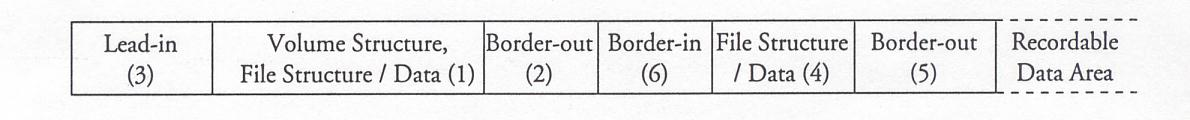 Lead-in
(3)
Volume Structure,
File Structure / Data (1)
Border-out
(2)
Border-in
(6)
File Structure
/ Data (4)
Border-out
(5)
Recordable
Data Area